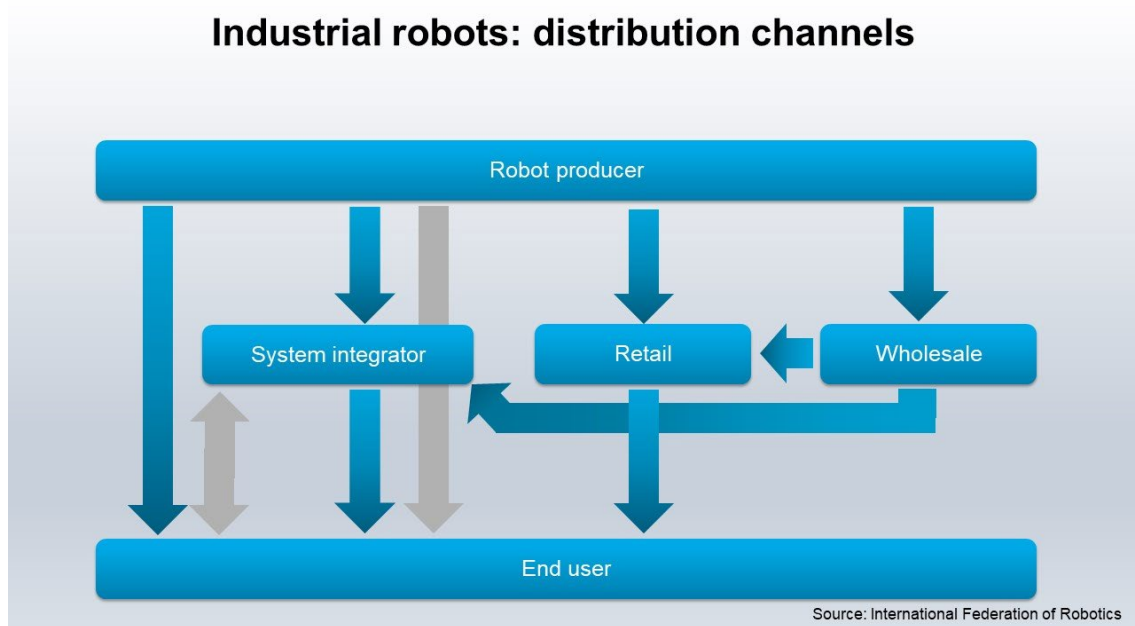 Industrial robots: distribution channels
Robot producer
System integrator
Retail
Wholesale
End user
Source: International Federation of Robotics